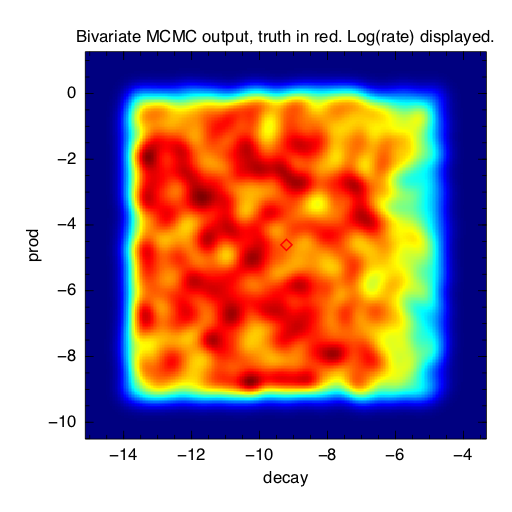 Bivariate MCMC output, truth in red. Log(rate) displayed.
0
−2
−4
−6
−8
−10
prod
−14 −12 −10 −8 −6 −4
decay